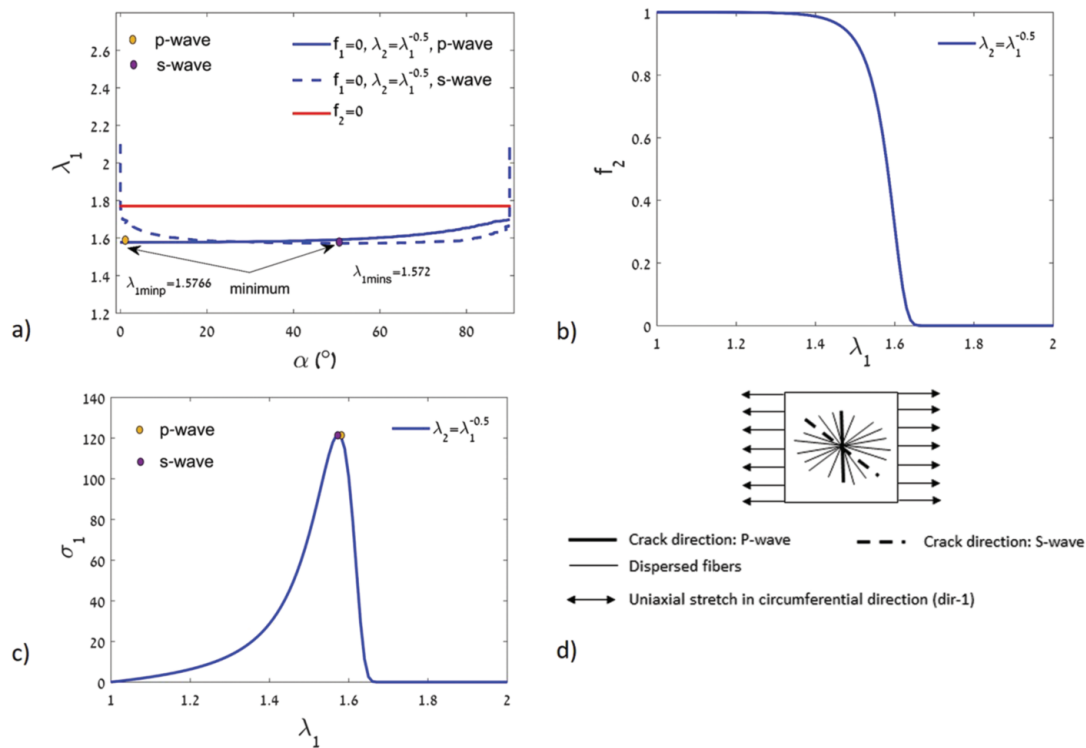 p-wave
s-wave
f₁=0, λ₂=λ₁^-0.5, p-wave
f₁=0, λ₂=λ₁^-0.5, s-wave
f₂=0
2.6
2.4
2.2
2
1.8
1.6
1.4
1.2
λ₁
0 20 40 60 80
α (°)
λ₁minp=1.5766
minimum
λ₁mins=1.572
a)
λ₂=λ₁^-0.5
1
0.8
0.6
0.4
0.2
0
f₂
1 1.2 1.4 1.6 1.8 2
λ₁
b)
p-wave
s-wave
λ₂=λ₁^-0.5
140
120
100
80
60
40
20
0
σ₁
1 1.2 1.4 1.6 1.8 2
λ₁
c)
Crack direction: P-wave
Crack direction: S-wave
Dispersed fibers
Uniaxial stretch in circumferential direction (dir-1)
d)